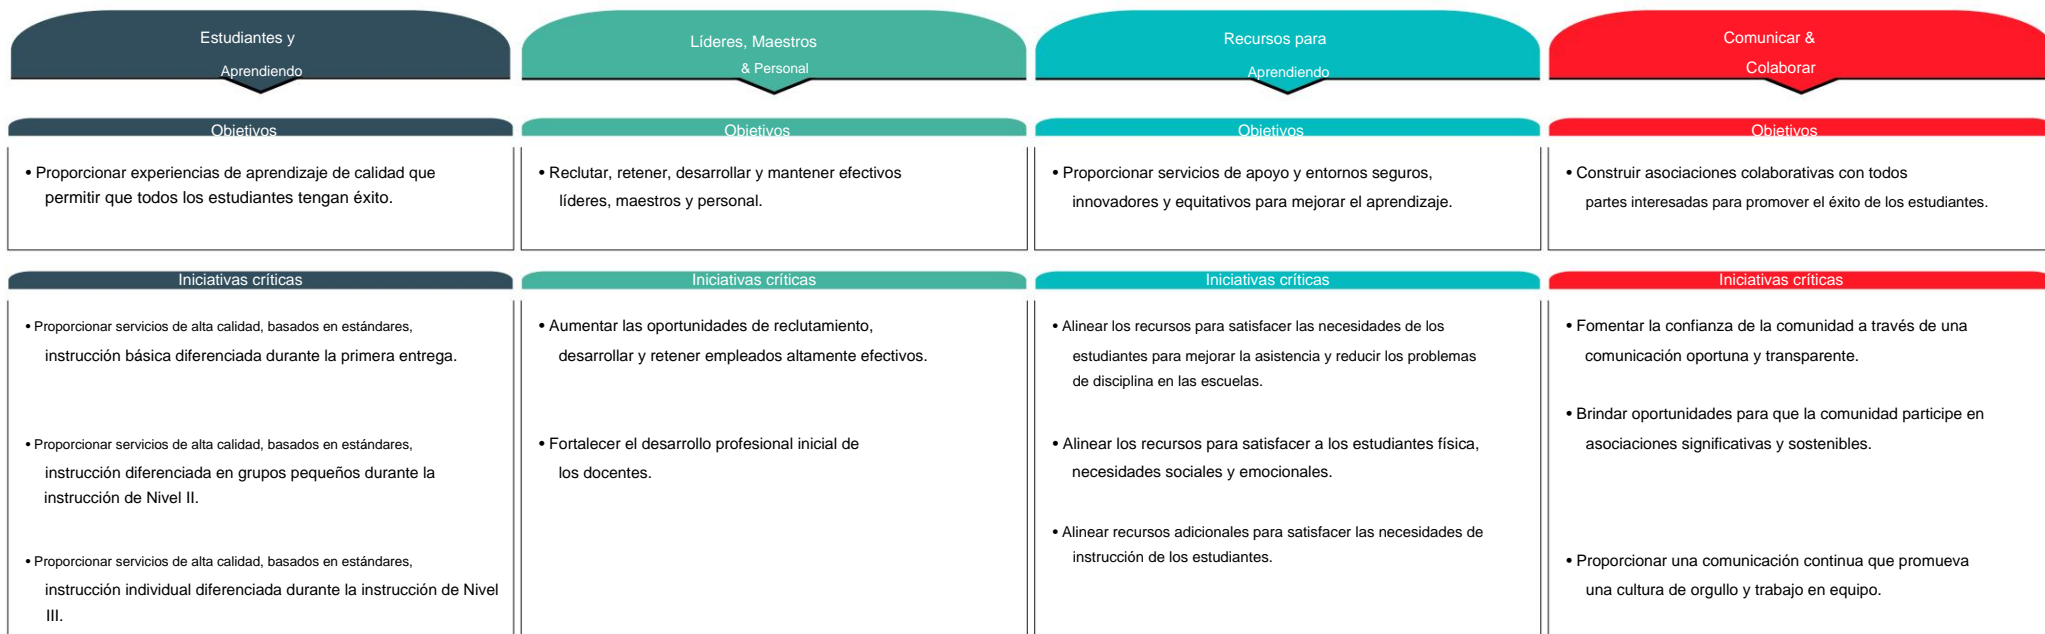 Estudiantes y
Aprendiendo
Objetivos
• Proporcionar experiencias de aprendizaje de calidad que
permitir que todos los estudiantes tengan éxito.
Iniciativas críticas
• Proporcionar servicios de alta calidad, basados en estándares,
instrucción básica diferenciada durante la primera entrega.
• Proporcionar servicios de alta calidad, basados en estándares,
instrucción diferenciada en grupos pequeños durante la
instrucción de Nivel II.
• Proporcionar servicios de alta calidad, basados en estándares,
instrucción individual diferenciada durante la instrucción de Nivel
III.
Líderes, Maestros
& Personal
Objetivos
• Reclutar, retener, desarrollar y mantener efectivos
líderes, maestros y personal.
Iniciativas críticas
• Aumentar las oportunidades de reclutamiento,
desarrollar y retener empleados altamente efectivos.
• Fortalecer el desarrollo profesional inicial de
los docentes.
Recursos para
Aprendiendo
Objetivos
• Proporcionar servicios de apoyo y entornos seguros,
innovadores y equitativos para mejorar el aprendizaje.
Iniciativas críticas
• Alinear los recursos para satisfacer las necesidades de los
estudiantes para mejorar la asistencia y reducir los problemas
de disciplina en las escuelas.
• Alinear los recursos para satisfacer a los estudiantes física,
necesidades sociales y emocionales.
• Alinear recursos adicionales para satisfacer las necesidades de
instrucción de los estudiantes.
Comunicar &
Colaborar
Objetivos
• Construir asociaciones colaborativas con todos
partes interesadas para promover el éxito de los estudiantes.
Iniciativas críticas
• Fomentar la confianza de la comunidad a través de una
comunicación oportuna y transparente.
• Brindar oportunidades para que la comunidad participe en
asociaciones significativas y sostenibles.
• Proporcionar una comunicación continua que promueva
una cultura de orgullo y trabajo en equipo.